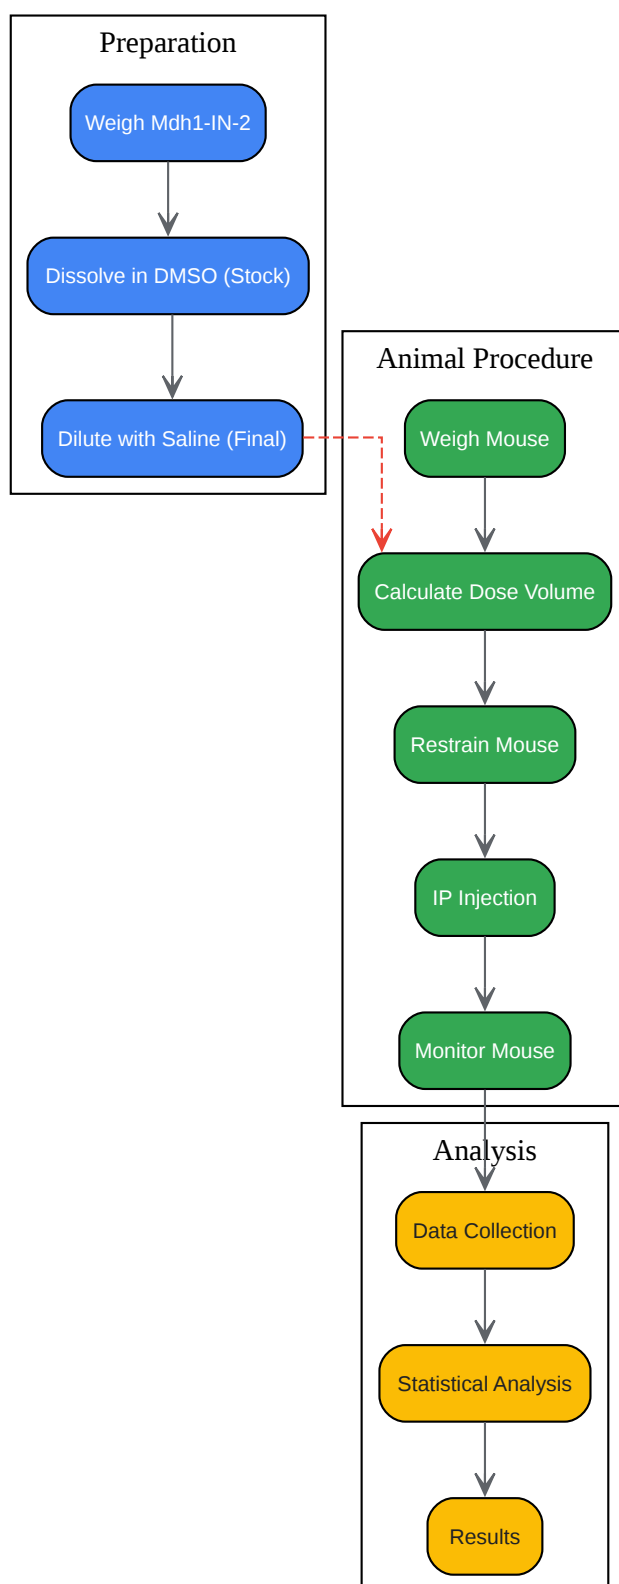 Preparation
Weigh Mdh1-IN-2
Dissolve in DMSO (Stock)
Dilute with Saline (Final)
Animal Procedure
Weigh Mouse
Calculate Dose Volume
Restrain Mouse
IP Injection
Monitor Mouse
Analysis
Data Collection
Statistical Analysis
Results